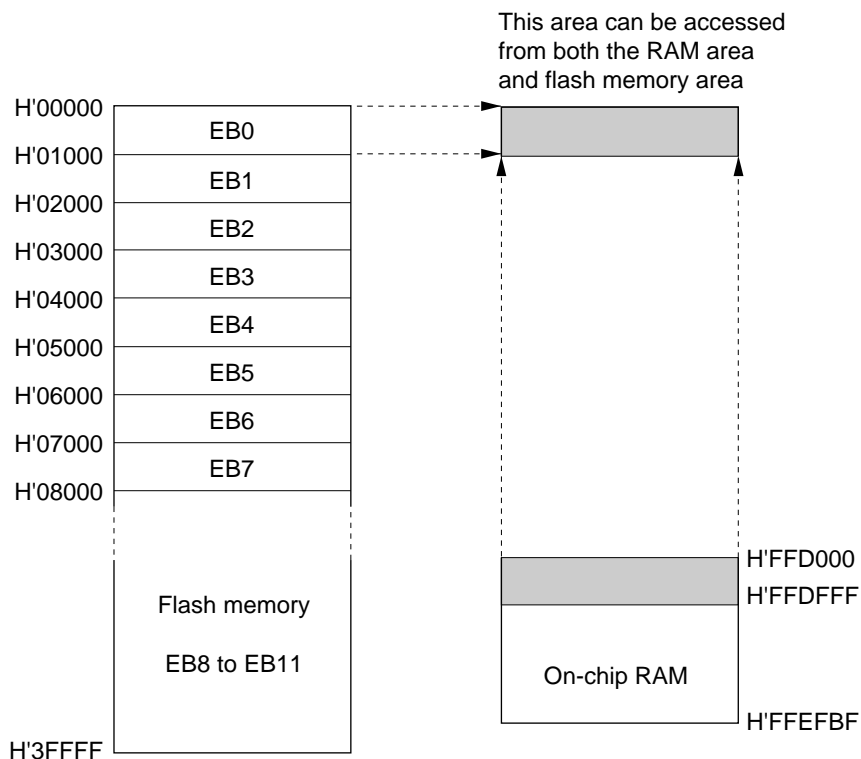 This area can be accessed
from both the RAM area
and flash memory area
H'00000
EB0
H'01000
EB1
H'02000
EB2
H'03000
EB3
H'04000
EB4
H'05000
EB5
H'06000
EB6
H'07000
EB7
H'08000
H'FFD000
Flash memory
H'FFDFFF
EB8 to EB11
On-chip RAM
H'FFEFBF
H'3FFFF